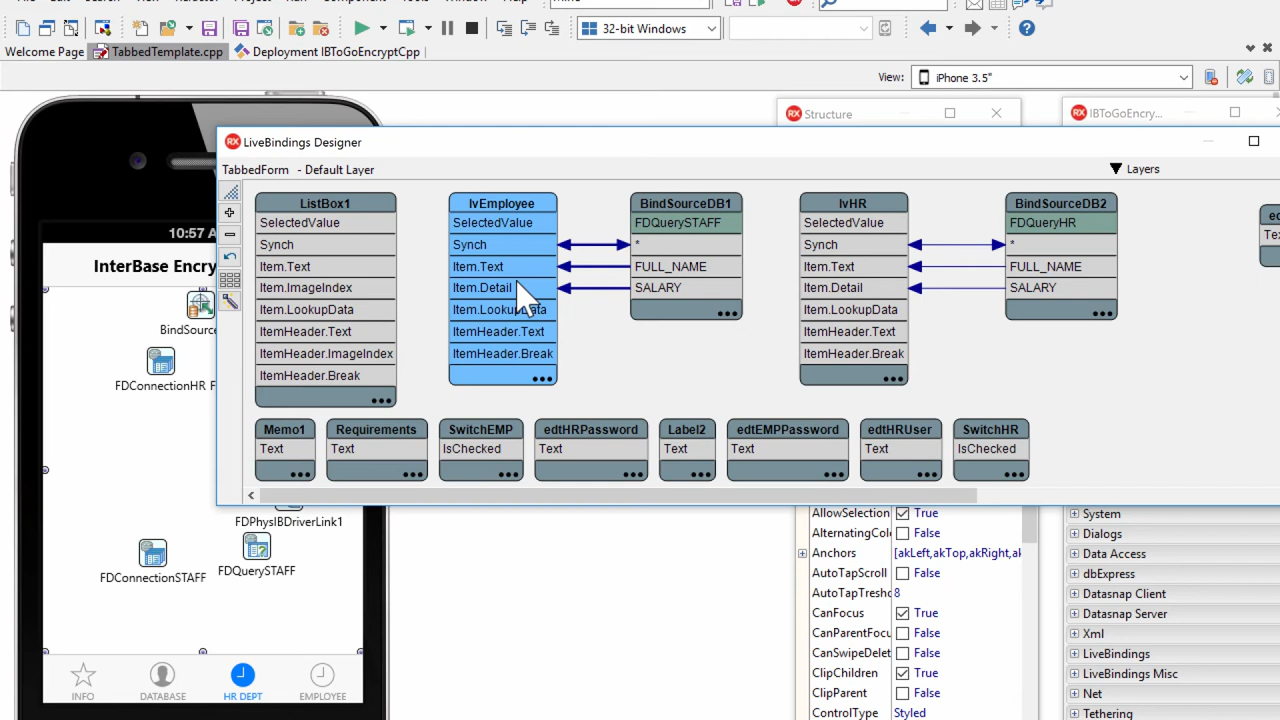 32-bit Windows
Welcome Page
TabbedTemplate.cpp
Deployment IBToGoEncryptCpp
View:
iPhone 3.5"
RX
Structure
RX
IBToGoEncry...
RX
LiveBindings Designer
TabbedForm - Default Layer
Layers
ListBox1
SelectedValue
Synch
Item.Text
Item.ImageIndex
Item.LookupData
ItemHeader.Text
ItemHeader.ImageIndex
ItemHeader.Break
lvEmployee
SelectedValue
Synch
Item.Text
Item.Detail
ItemHeader.Text
ItemHeader.Break
BindSourceDB1
FDQuerySTAFF
*
FULL_NAME
SALARY
lvHR
SelectedValue
Synch
Item.Text
Item.Detail
Item.LookupData
ItemHeader.Text
ItemHeader.Break
BindSourceDB2
FDQueryHR
*
FULL_NAME
SALARY
ed
Te
Memo1
Text
Requirements
Text
SwitchEMP
IsChecked
edtHRPassword
Text
Label2
Text
edtEMPPassword
Text
edtHRUser
Text
SwitchHR
IsChecked
10:57 A
InterBase Encry
BindSource
FDConnectionHR F
FDPhysIBDriverLink1
FDConnectionSTAFF
FDQuerySTAFF
INFO
DATABASE
HR DEPT
EMPLOYEE
AllowSelection True
AlternatingColo False
Anchors [akLeft,akTop,akRight,ak
AutoTapScroll False
AutoTapTresho 8
CanFocus True
CanParentFocu False
CanSwipeDelet False
ClipChildren True
ClipParent False
ControlType Styled
System
Dialogs
Data Access
dbExpress
Datasnap Client
Datasnap Server
Xml
LiveBindings
LiveBindings Misc
Net
Tethering